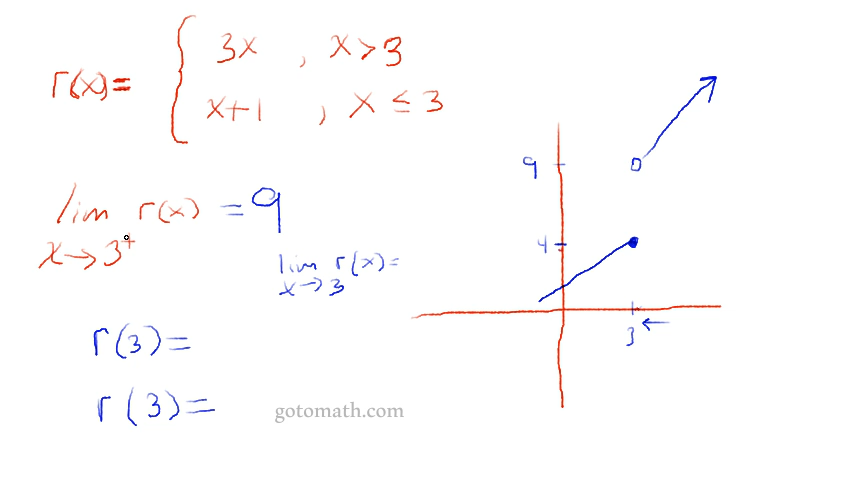 r(x) = { 3x , x > 3
x+1 , x ≤ 3
lim r(x) = 9
x → 3⁺
lim r(x) =
x → 3
r(3) =
r(3) =
9
4
3 ←
gotomath.com